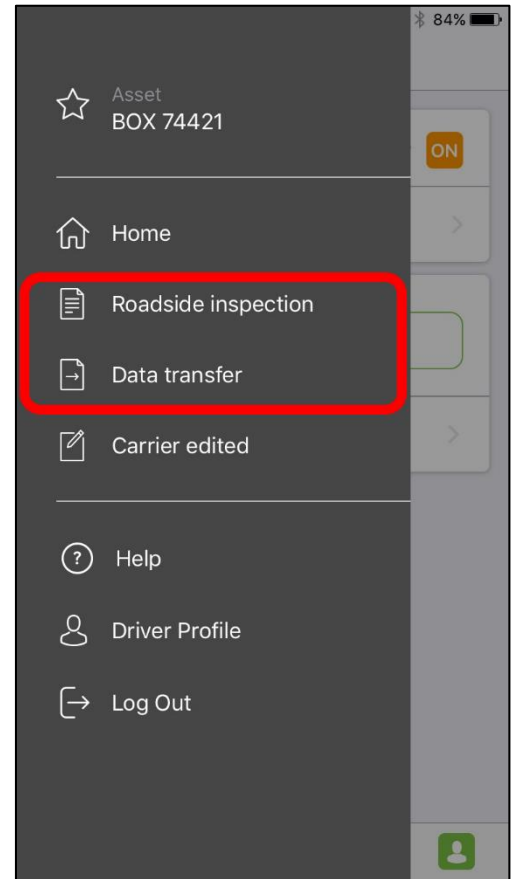 84%
Asset
BOX 74421
ON
Home
Roadside inspection
Data transfer
Carrier edited
?
Help
Driver Profile
Log Out